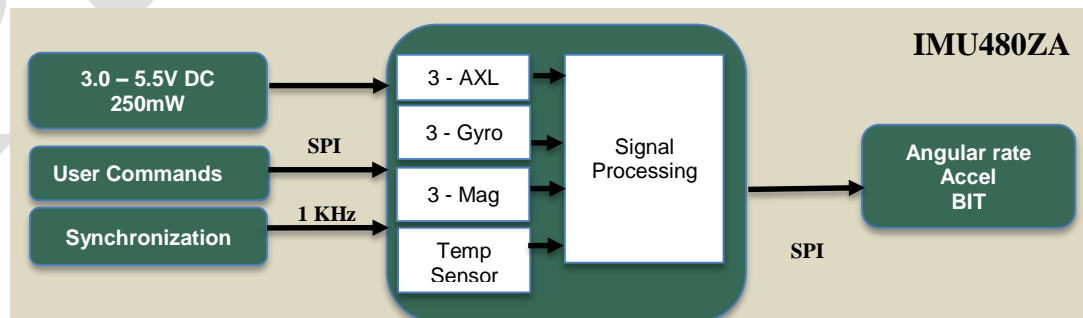 IMU480ZA
3.0 – 5.5V DC
250mW
SPI
User Commands
1 KHz
Synchronization
3 - AXL
3 - Gyro
3 - Mag
Temp
Sensor
Signal
Processing
SPI
Angular rate
Accel
BIT